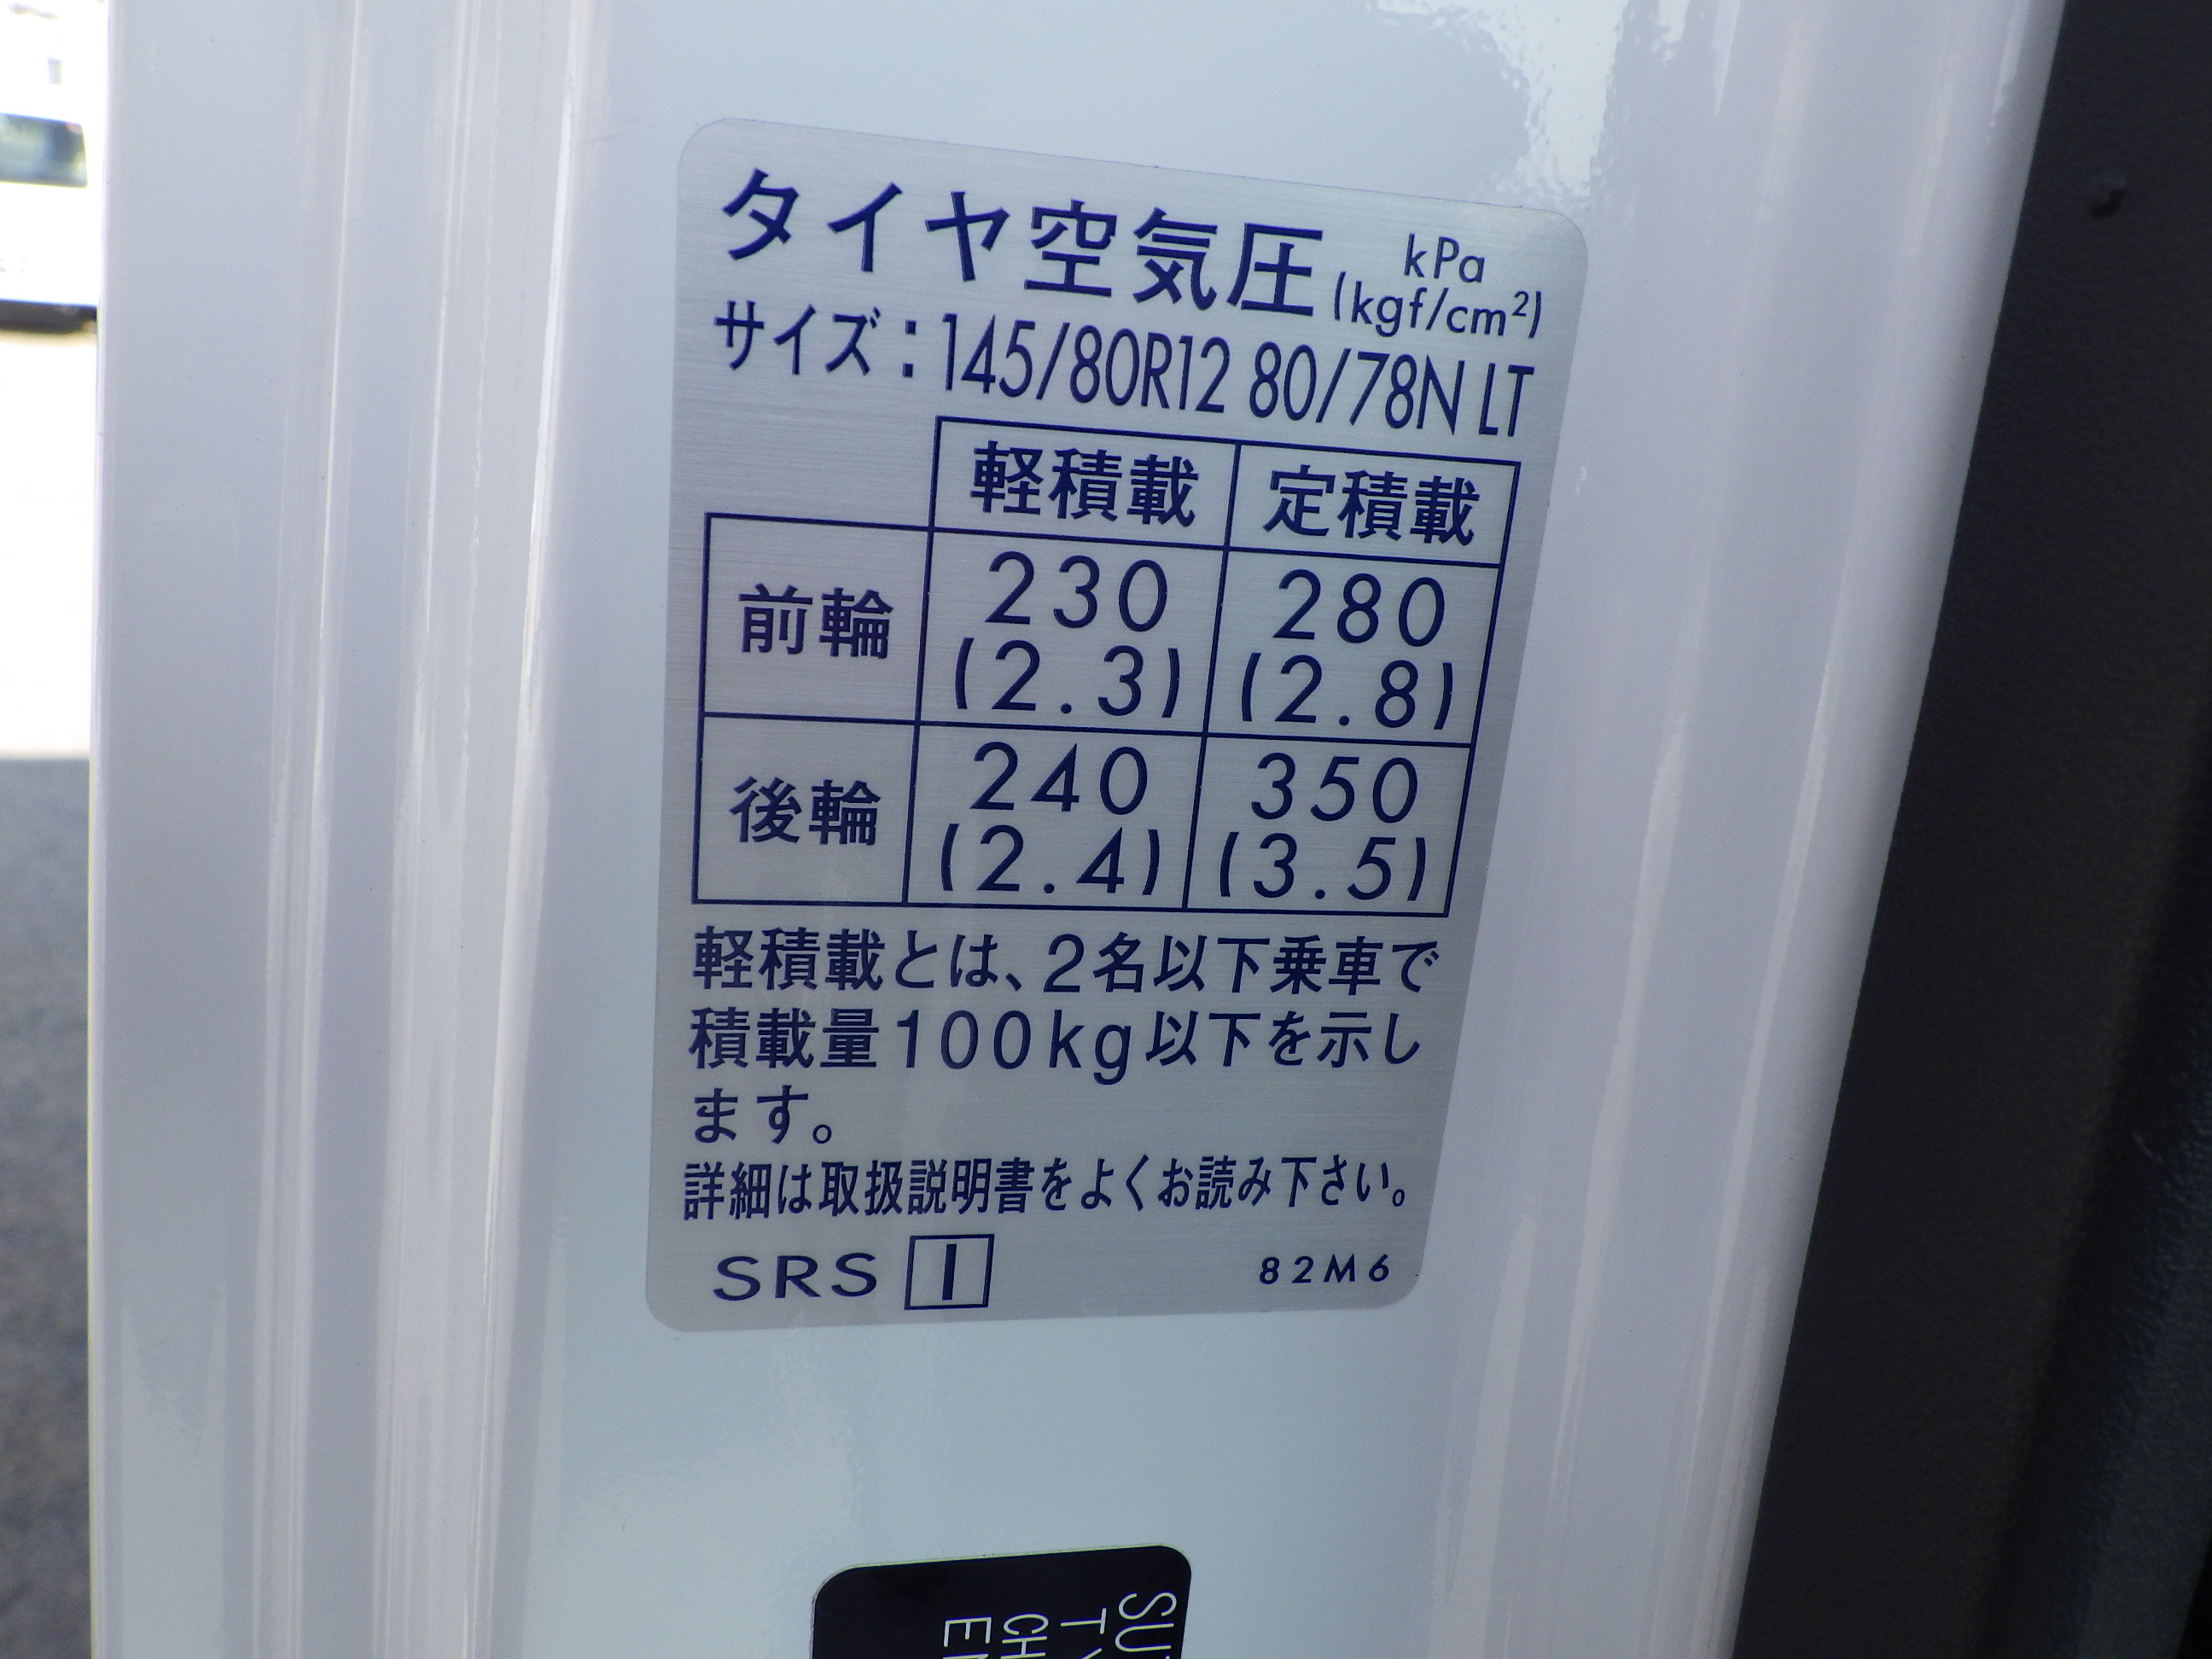 タイヤ空気圧 kPa
(kgf/cm²)
サイズ：145/80R12 80/78N LT
軽積載 定積載
前輪 230 280
(2.3) (2.8)
後輪 240 350
(2.4) (3.5)
軽積載とは、2名以下乗車で
積載量100kg以下を示し
ます。
詳細は取扱説明書をよくお読み下さい。
SRS I 82M6